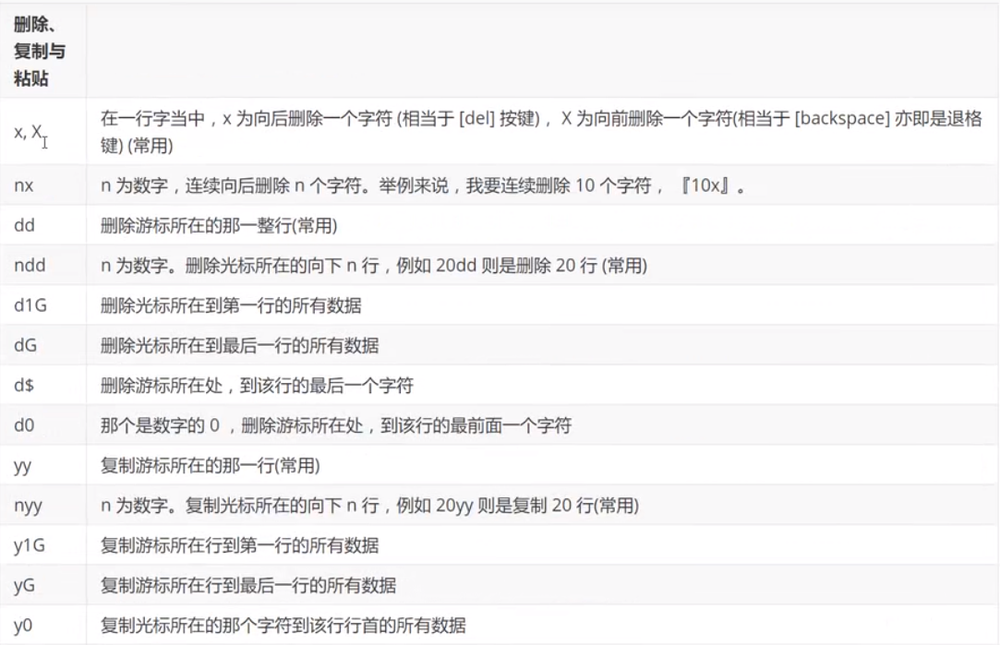 删除、
复制与
粘贴
x, X
在一行字当中，x 为向后删除一个字符 (相当于 [del] 按键)， X 为向前删除一个字符(相当于 [backspace] 亦即是退格
键) (常用)
nx
n 为数字，连续向后删除 n 个字符。举例来说，我要连续删除 10 个字符， 『10x』。
dd
删除游标所在的那一整行(常用)
ndd
n 为数字。删除光标所在的向下 n 行，例如 20dd 则是删除 20 行 (常用)
d1G
删除光标所在到第一行的所有数据
dG
删除光标所在到最后一行的所有数据
d$
删除游标所在处，到该行的最后一个字符
d0
那个是数字的 0 ，删除游标所在处，到该行的最前面一个字符
yy
复制游标所在的那一行(常用)
nyy
n 为数字。复制光标所在的向下 n 行，例如 20yy 则是复制 20 行(常用)
y1G
复制游标所在行到第一行的所有数据
yG
复制游标所在行到最后一行的所有数据
y0
复制光标所在的那个字符到该行行首的所有数据